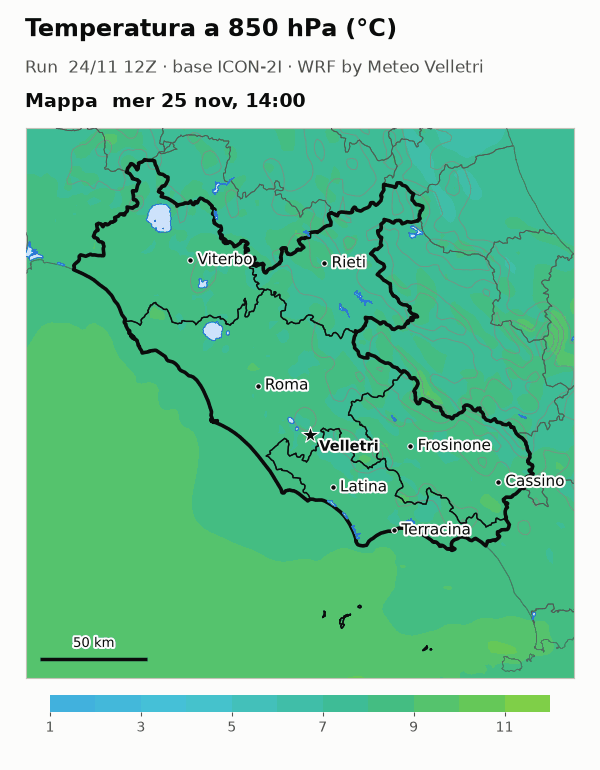 Temperatura a 850 hPa (°C)
Run  24/11 12Z · base ICON-2I · WRF by Meteo Velletri
Mappa  mer 25 nov, 14:00
Viterbo
Rieti
Roma
Velletri
Frosinone
Latina
Cassino
Terracina
50 km
1 3 5 7 9 11